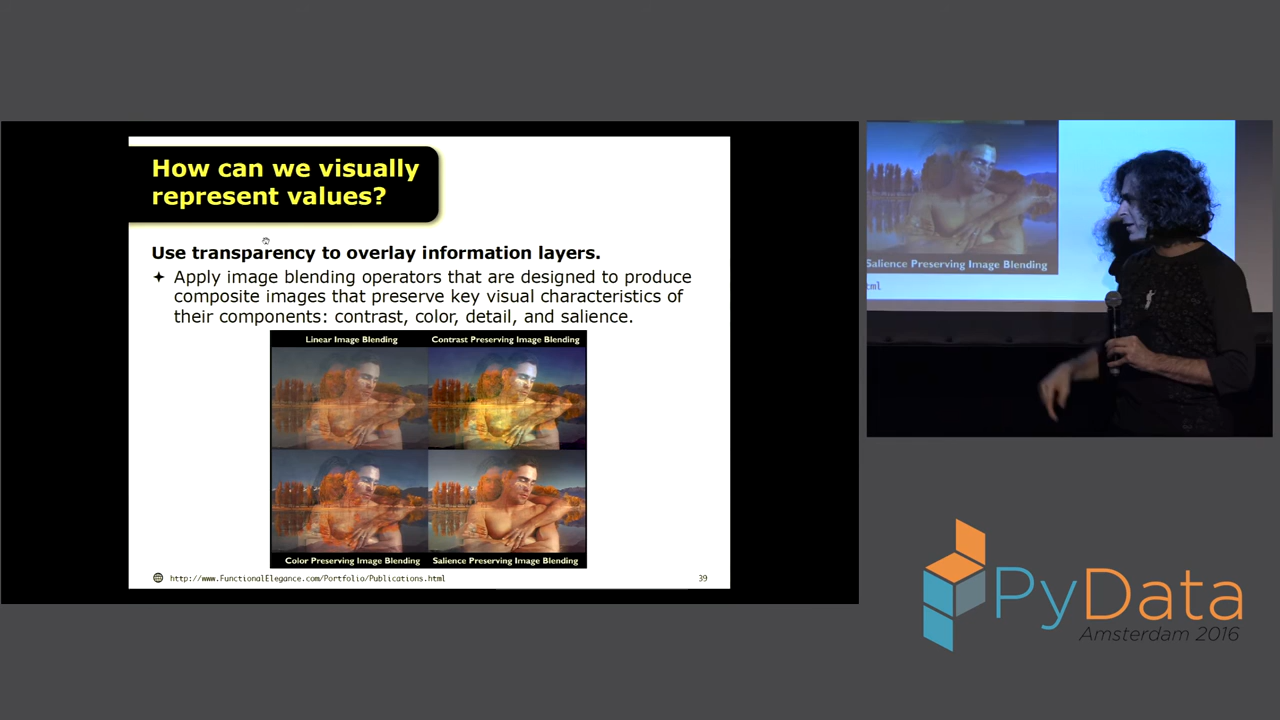 How can we visually
represent values?
Use transparency to overlay information layers.
✦ Apply image blending operators that are designed to produce
composite images that preserve key visual characteristics of
their components: contrast, color, detail, and salience.
Linear Image Blending
Contrast Preserving Image Blending
Color Preserving Image Blending
Salience Preserving Image Blending
http://www.FunctionalElegance.com/Portfolio/Publications.html
39
Salience Preserving Image Blending
ml
PyData
Amsterdam 2016